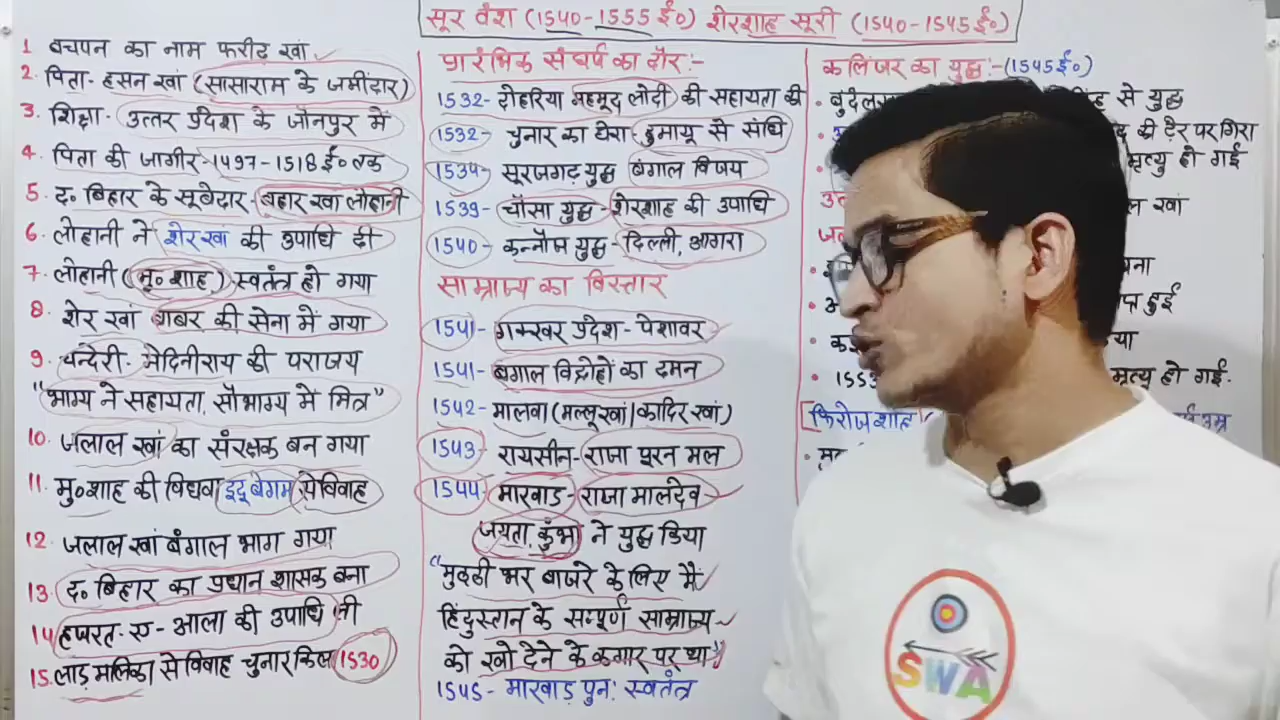 सूर वंश (1540-1555 ई०) शेरशाह सूरी (1540-1545 ई०)
1 बचपन का नाम फरीद खां
2. पिता- हसन खां (सासाराम के जमींदार)
3. शिक्षा- उत्तर प्रदेश के जौनपुर में
4. पिता की जागीर- 1497-1518 ई० तक
5. द० बिहार के सूबेदार- बहार खां लोहानी
6. लोहानी ने शेर खां की उपाधि दी
7. लोहानी (मु० शाह) स्वतंत्र हो गया
8. शेर खां बाबर की सेना में गया
9. चन्देरी- मेदिनीराय की पराजय
"भाग्य ने सहायता, सौभाग्य में मित्र"
10. जलाल खां का संरक्षक बन गया
11. मु०शाह की विधवा इदू बेगम से विवाह
12. जलाल खां बंगाल भाग गया
13. द० बिहार का प्रधान शासक बना
14 हजरत-ए-आला की उपाधि ली
15. लाड़ मालिका से विवाह चुनार किला 1530
प्रारंभिक संघर्ष का दौर:-
1532- दोहरिया महमूद लोदी की सहायता की
1532- चुनार का घेरा- हुमायू से संधि
1534- सूरजगढ़ युद्ध बंगाल विजय
1539- चौसा युद्ध- शेरशाह की उपाधि
1540- कन्नौज युद्ध- दिल्ली, आगरा
साम्राज्य का विस्तार
1541- गक्खर प्रदेश- पेशावर
1541- बंगाल विद्रोहों का दमन
1542- मालवा (मल्लू खां/कादिर खां)
1543- रायसीन- राजा पूरन मल
1544- मारवाड़- राजा मालदेव
जयता, कुंभा ने युद्ध किया
"मुठ्ठी भर बाजरे के लिए मैं
हिंदुस्तान के सम्पूर्ण साम्राज्य
को खो देने के कगार पर था"
1545- मारवाड़ पुन: स्वतंत्र
कलिंजर का युद्ध:- (1545 ई०)
से युद्ध
की ढ़ेर पर गिरा
मृत्यु हो गई
खां
हुई
1553
मृत्यु हो गई.
[फिरोज शाह
SWA